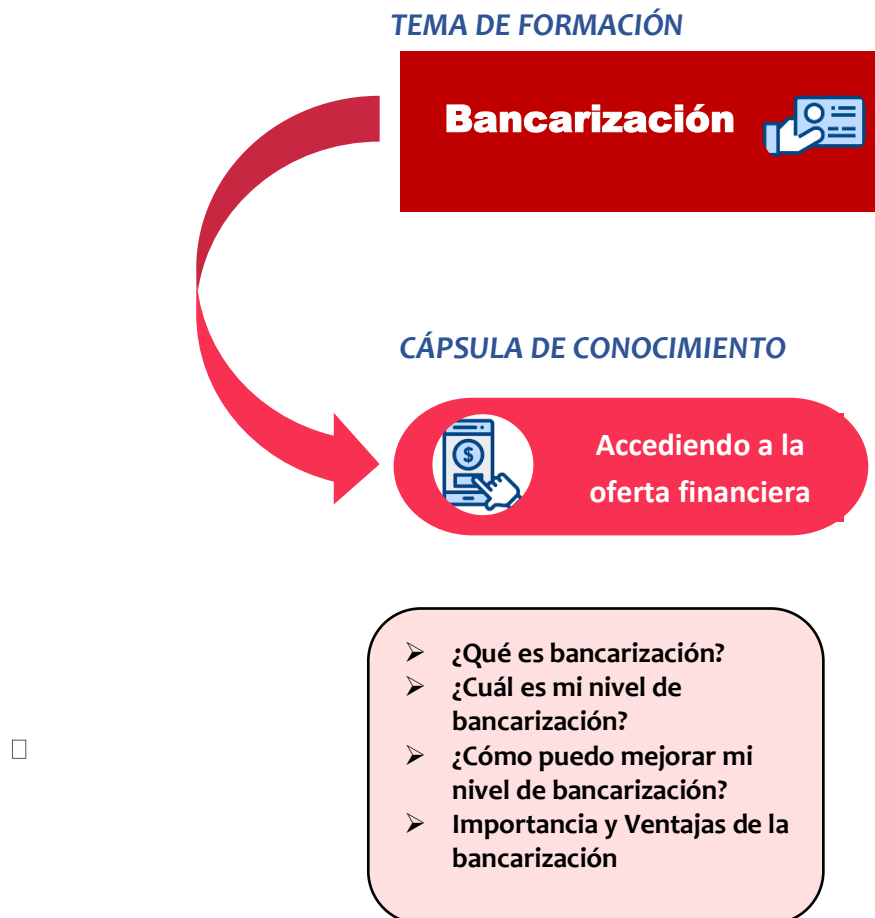 TEMA DE FORMACIÓN
Bancarización
CÁPSULA DE CONOCIMIENTO
$
Accediendo a la
oferta financiera
➢ ¿Qué es bancarización?
➢ ¿Cuál es mi nivel de
bancarización?
➢ ¿Cómo puedo mejorar mi
nivel de bancarización?
➢ Importancia y Ventajas de la
bancarización